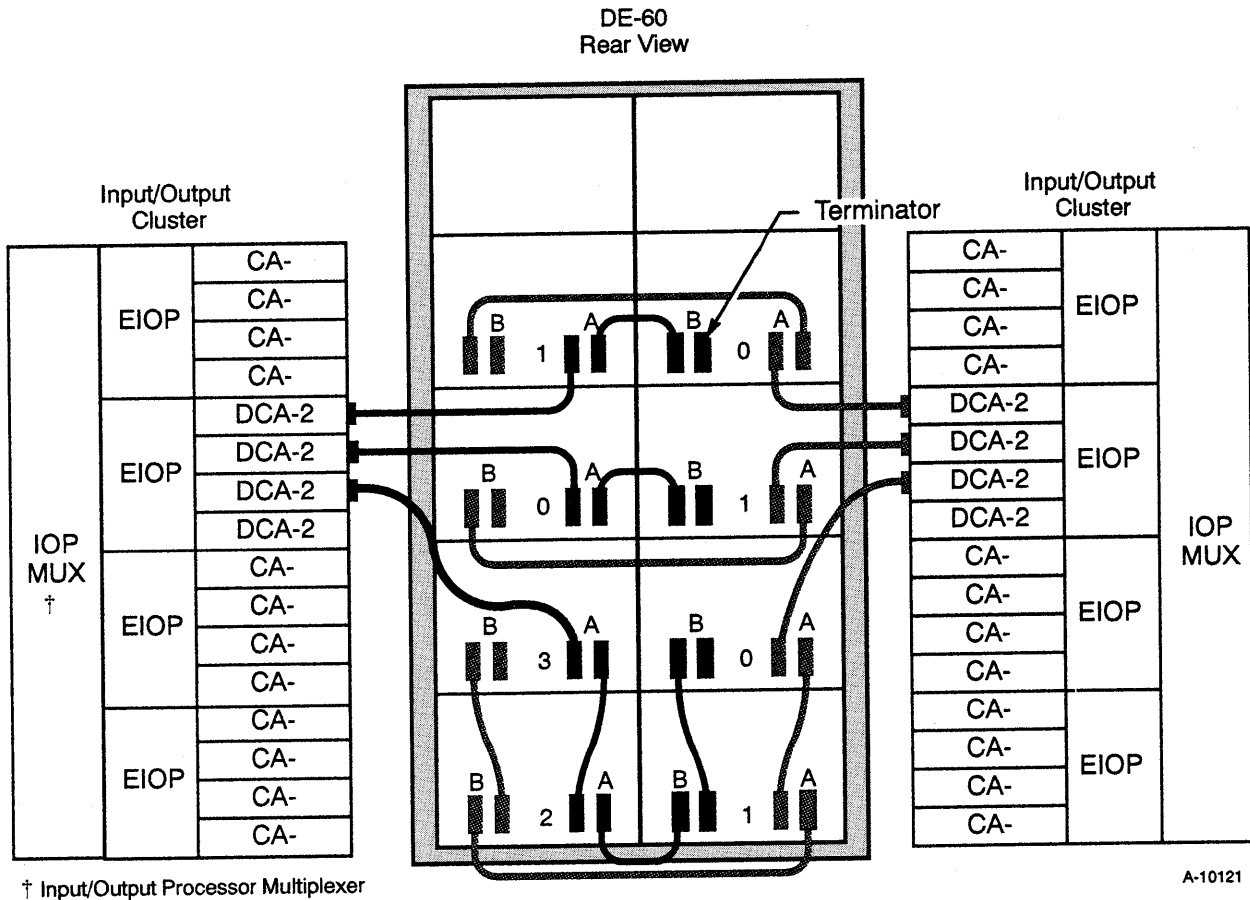 DE-60
Rear View
Input/Output
Cluster
Input/Output
Cluster
Terminator
IOP
MUX
†
EIOP
CA-
CA-
CA-
CA-
EIOP
DCA-2
DCA-2
DCA-2
DCA-2
EIOP
CA-
CA-
CA-
CA-
EIOP
CA-
CA-
CA-
CA-
B 1 A B 0 A
B 0 A B 1 A
B 3 A B 0 A
B 2 A B 1 A
CA-
CA-
CA-
CA-
EIOP
DCA-2
DCA-2
DCA-2
DCA-2
EIOP
CA-
CA-
CA-
CA-
EIOP
CA-
CA-
CA-
CA-
EIOP
IOP
MUX
† Input/Output Processor Multiplexer
A-10121